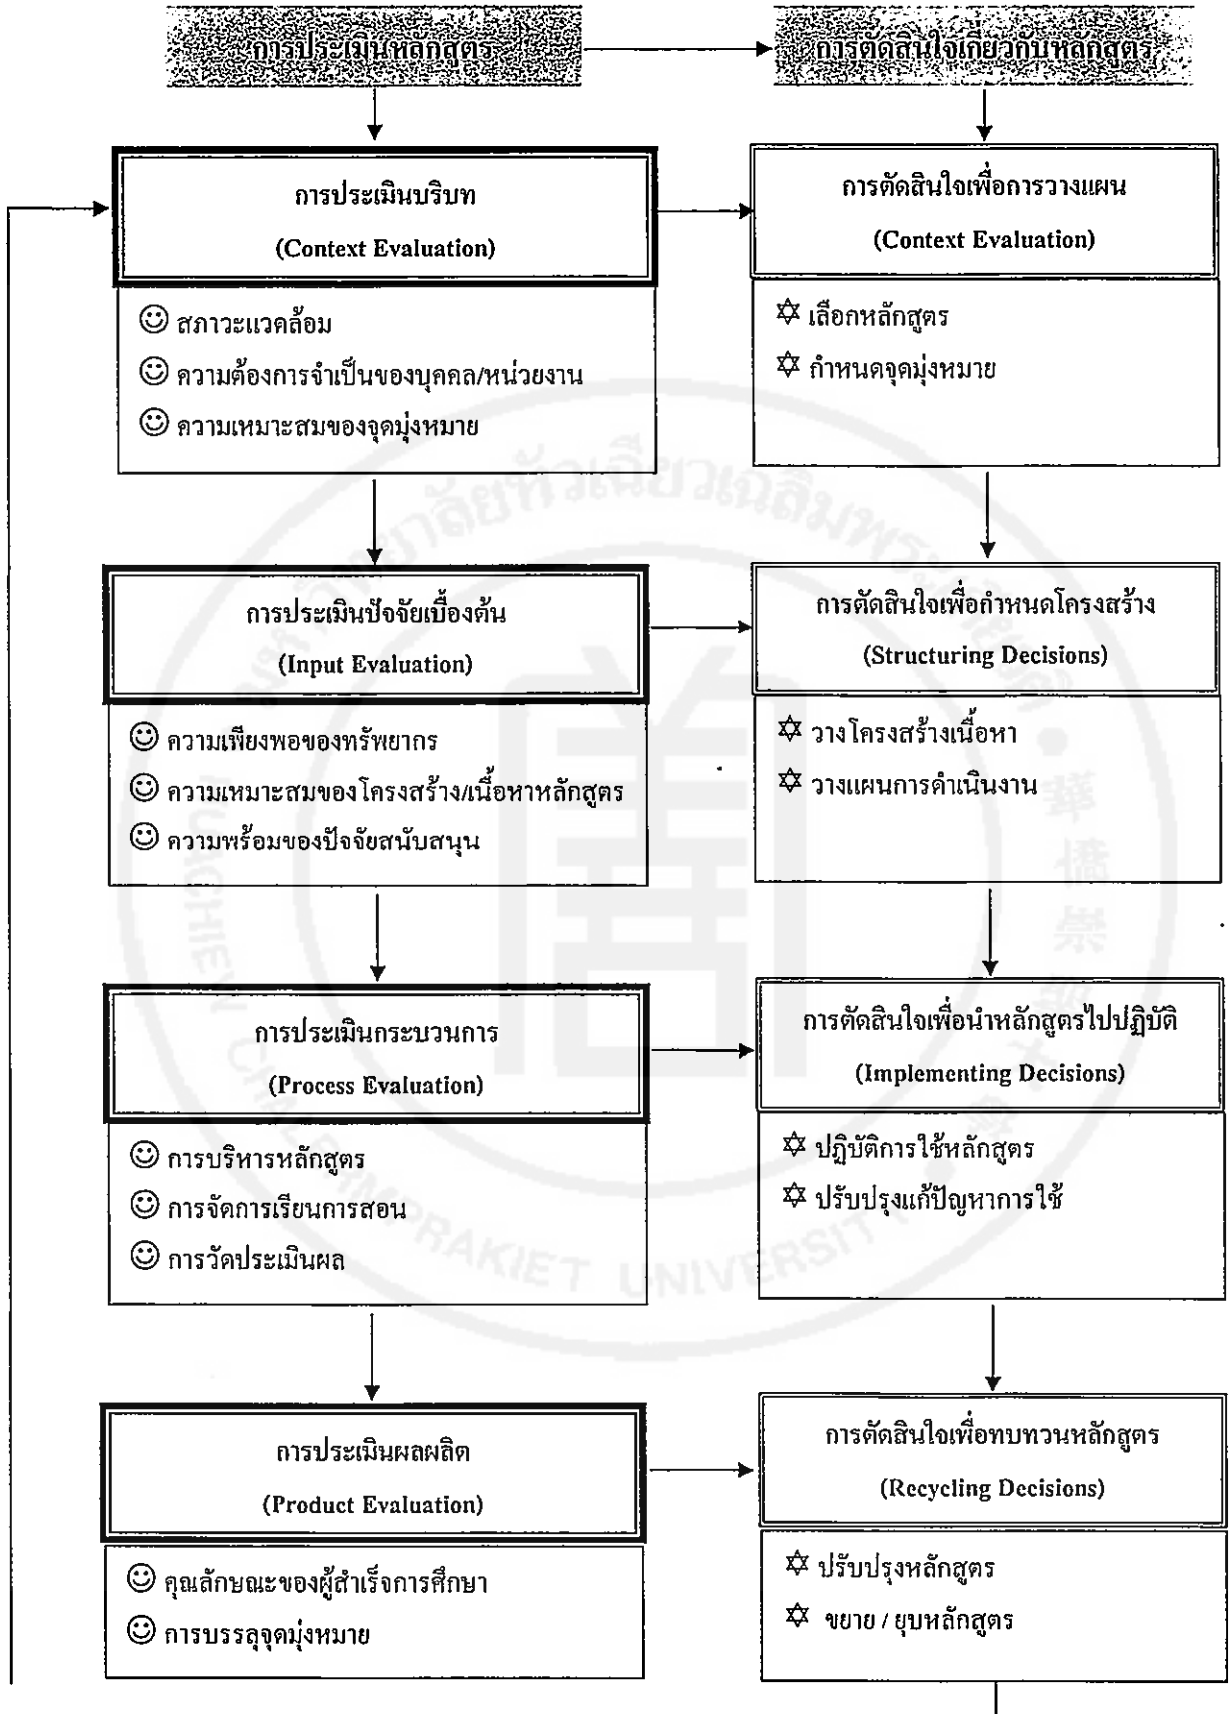 การประเมินหลักสูตร
การตัดสินใจเกี่ยวกับหลักสูตร
การประเมินบริบท
(Context Evaluation)
การตัดสินใจเพื่อการวางแผน
(Context Evaluation)
สภาวะแวดล้อม
ความต้องการจำเป็นของบุคคล/หน่วยงาน
ความเหมาะสมของจุดมุ่งหมาย
เลือกหลักสูตร
กำหนดจุดมุ่งหมาย
การประเมินปัจจัยเบื้องต้น
(Input Evaluation)
การตัดสินใจเพื่อกำหนดโครงสร้าง
(Structuring Decisions)
ความเพียงพอของทรัพยากร
ความเหมาะสมของโครงสร้าง/เนื้อหาหลักสูตร
ความพร้อมของปัจจัยสนับสนุน
วางโครงสร้างเนื้อหา
วางแผนการดำเนินงาน
การประเมินกระบวนการ
(Process Evaluation)
การตัดสินใจเพื่อนำหลักสูตรไปปฏิบัติ
(Implementing Decisions)
การบริหารหลักสูตร
การจัดการเรียนการสอน
การวัดประเมินผล
ปฏิบัติการใช้หลักสูตร
ปรับปรุงแก้ปัญหาการใช้
การประเมินผลผลิต
(Product Evaluation)
การตัดสินใจเพื่อทบทวนหลักสูตร
(Recycling Decisions)
คุณลักษณะของผู้สำเร็จการศึกษา
การบรรลุจุดมุ่งหมาย
ปรับปรุงหลักสูตร
ขยาย / ยุบหลักสูตร
HUACHIEW CHALERMPRAKIET UNIVERSITY